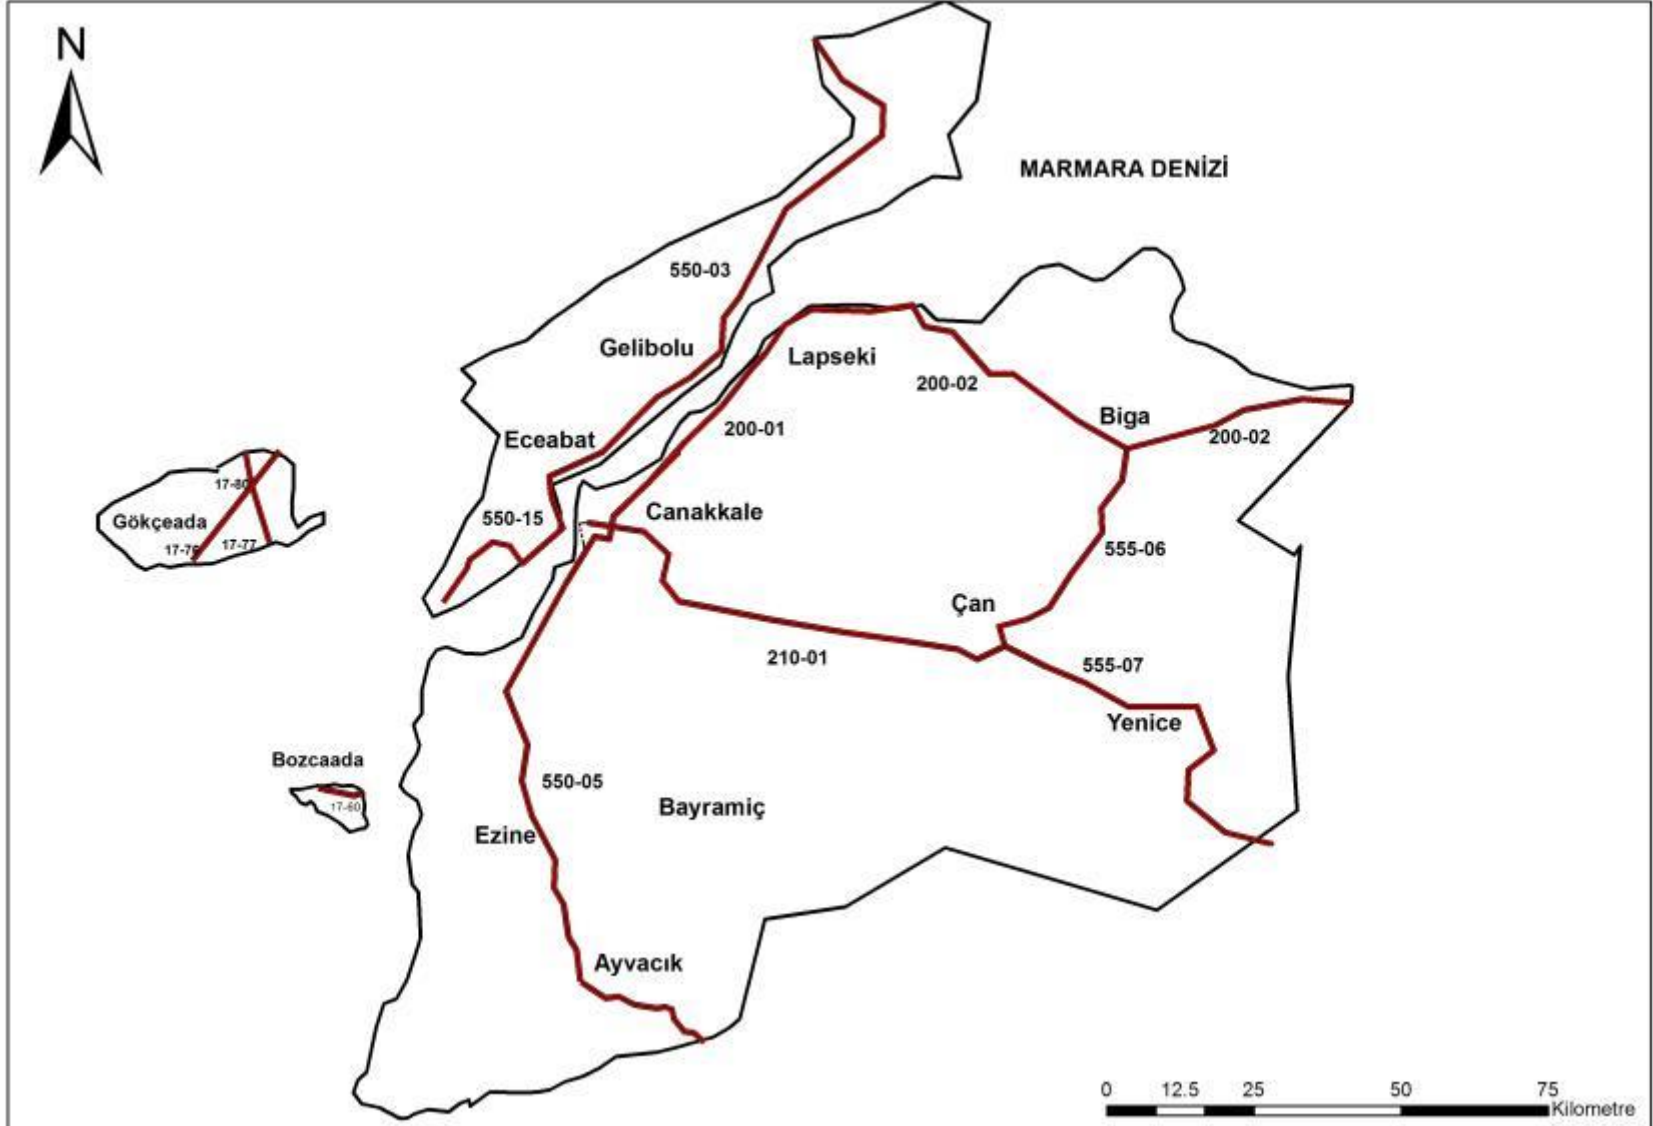 N
MARMARA DENİZİ
550-03
Gelibolu
Lapseki
200-02
Biga
200-01
200-02
Eceabat
17-80
Gökçeada
17-77
550-15
Canakkale
555-06
Çan
210-01
555-07
Yenice
Bozcaada
17-60
550-05
Bayramiç
Ezine
Ayvacık
0 12.5 25 50 75
Kilometre